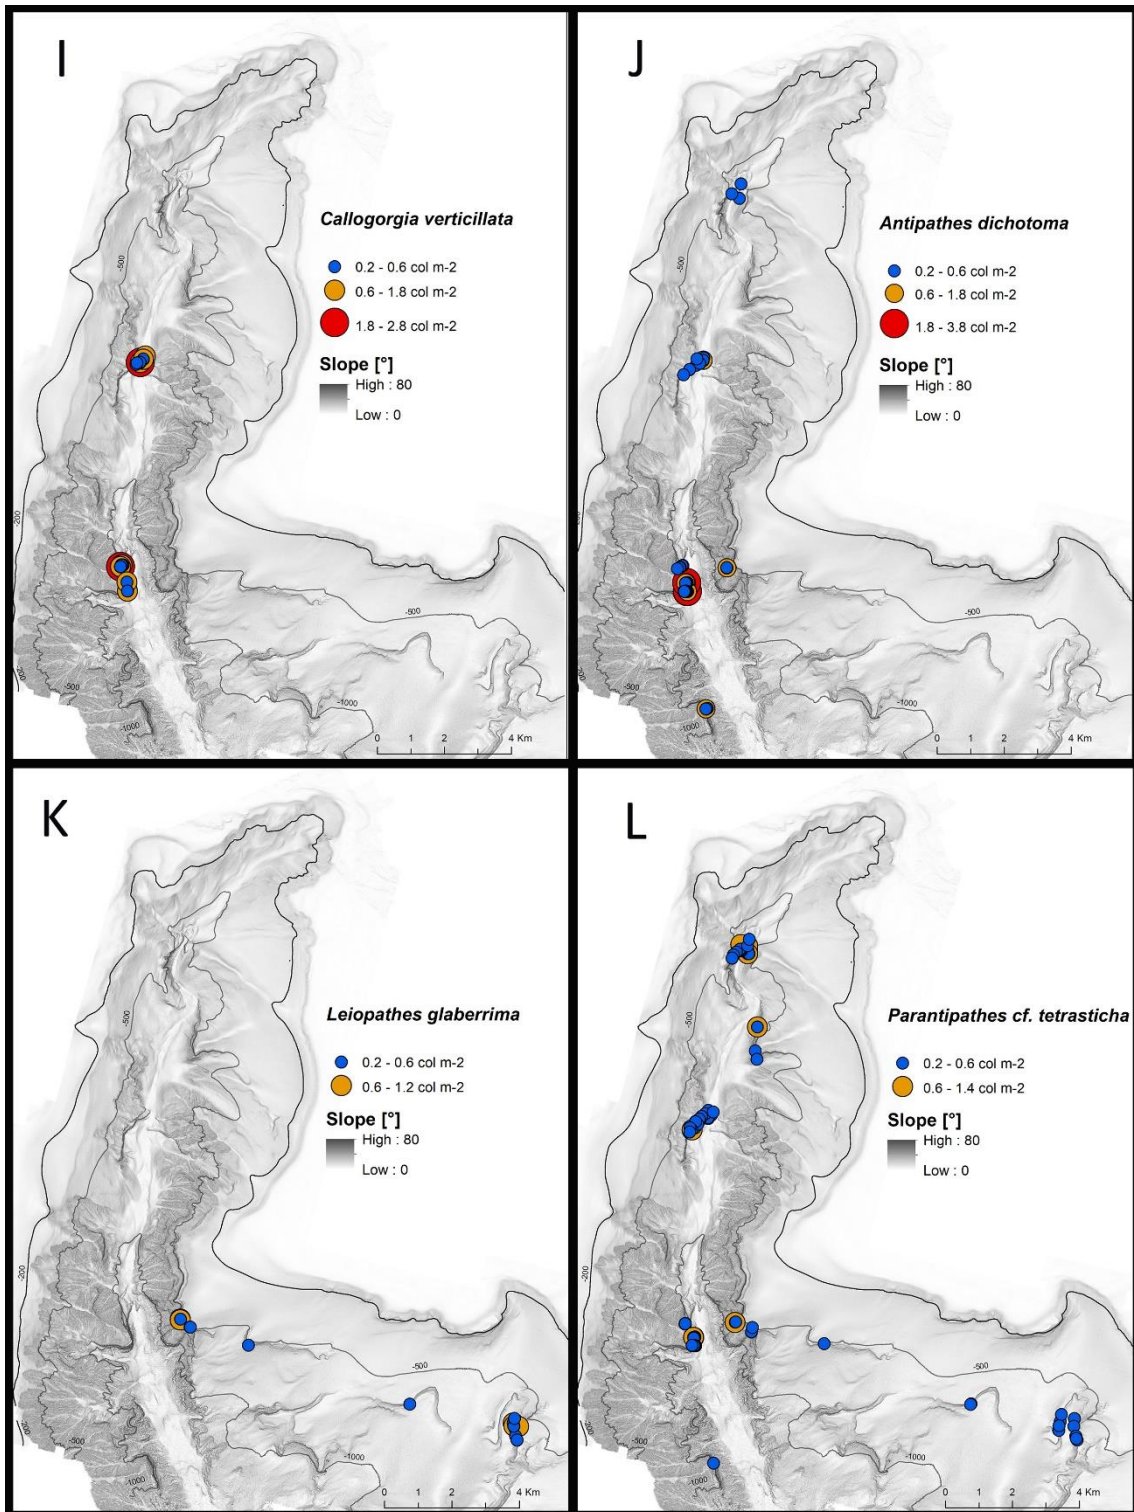 I
Callogorgia verticillata
0.2 - 0.6 col m-2
0.6 - 1.8 col m-2
1.8 - 2.8 col m-2
Slope [°]
High : 80
Low : 0
-500
-200
-500
-200
-500
-1000
-1000
0 1 2 4 Km
J
Antipathes dichotoma
0.2 - 0.6 col m-2
0.6 - 1.8 col m-2
1.8 - 3.8 col m-2
Slope [°]
High : 80
Low : 0
-500
-200
-500
-200
-500
-1000
-1000
0 1 2 4 Km
K
Leiopathes glaberrima
0.2 - 0.6 col m-2
0.6 - 1.2 col m-2
Slope [°]
High : 80
Low : 0
-500
-200
-500
-200
-500
-1000
-1000
0 1 2 4 Km
L
Parantipathes cf. tetrasticha
0.2 - 0.6 col m-2
0.6 - 1.4 col m-2
Slope [°]
High : 80
Low : 0
-500
-200
-500
-200
-500
-1000
-1000
0 1 2 4 Km